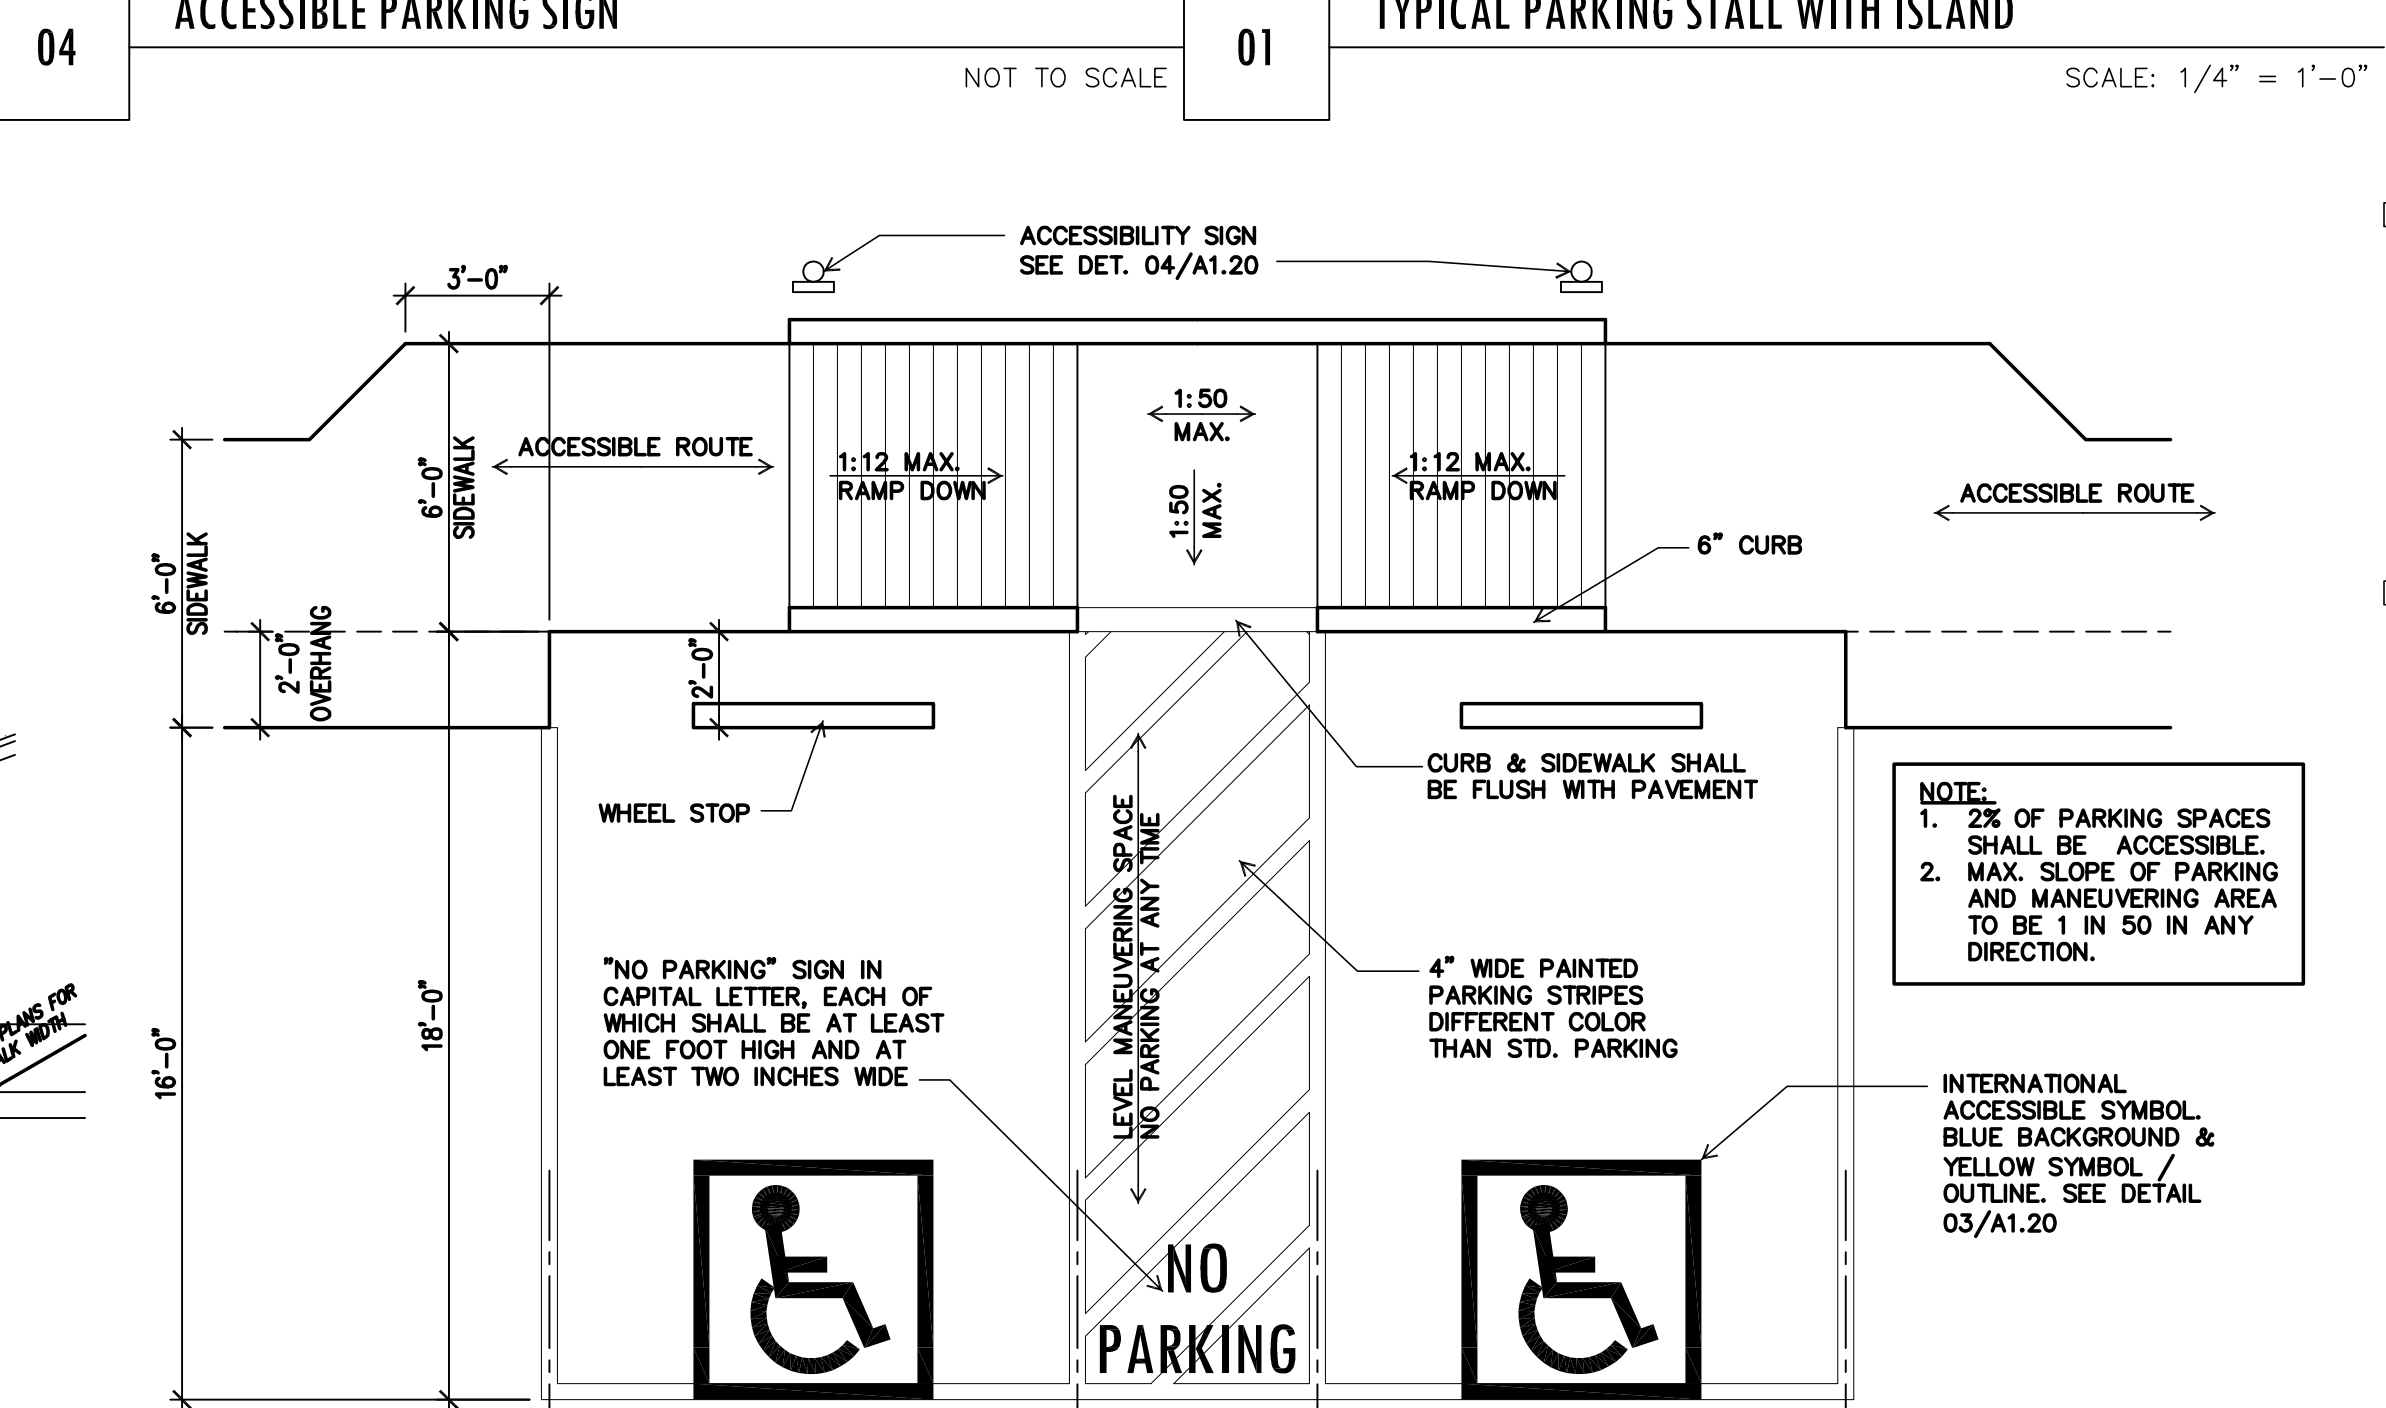 ACCESSIBLE PARKING SIGN
04
NOT TO SCALE
TYPICAL PARKING STALL WITH ISLAND
01
SCALE: 1/4" = 1'-0"
ACCESSIBILITY SIGN
SEE DET. 04/A1.20
3'-0"
ACCESSIBLE ROUTE
6'-0"
SIDEWALK
1:12 MAX.
RAMP DOWN
1:50
MAX.
1:50
MAX.
1:12 MAX.
RAMP DOWN
ACCESSIBLE ROUTE
6" CURB
6'-0"
SIDEWALK
2'-0"
OVERHANG
2'-0"
WHEEL STOP
CURB & SIDEWALK SHALL
BE FLUSH WITH PAVEMENT
NOTE:
1. 2% OF PARKING SPACES
SHALL BE ACCESSIBLE.
2. MAX. SLOPE OF PARKING
AND MANEUVERING AREA
TO BE 1 IN 50 IN ANY
DIRECTION.
LEVEL MANEUVERING SPACE
NO PARKING AT ANY TIME
"NO PARKING" SIGN IN
CAPITAL LETTER, EACH OF
WHICH SHALL BE AT LEAST
ONE FOOT HIGH AND AT
LEAST TWO INCHES WIDE
4" WIDE PAINTED
PARKING STRIPES
DIFFERENT COLOR
THAN STD. PARKING
PLANS FOR
WIDTH
16'-0"
18'-0"
INTERNATIONAL
ACCESSIBLE SYMBOL.
BLUE BACKGROUND &
YELLOW SYMBOL /
OUTLINE. SEE DETAIL
03/A1.20
NO
PARKING